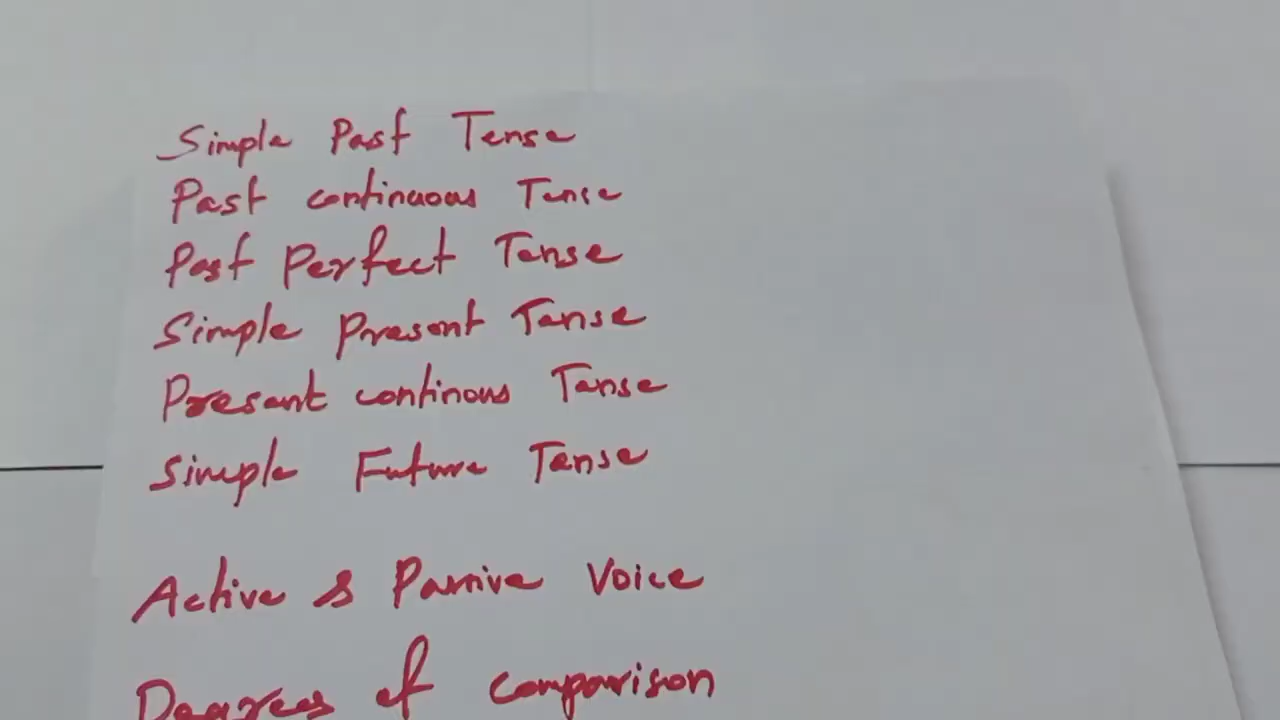 Simple Past Tense
Past continuous Tense
Past Perfect Tense
Simple Present Tense
Present continous Tense
Simple Future Tense
Active & Passive Voice
Degrees of comparison